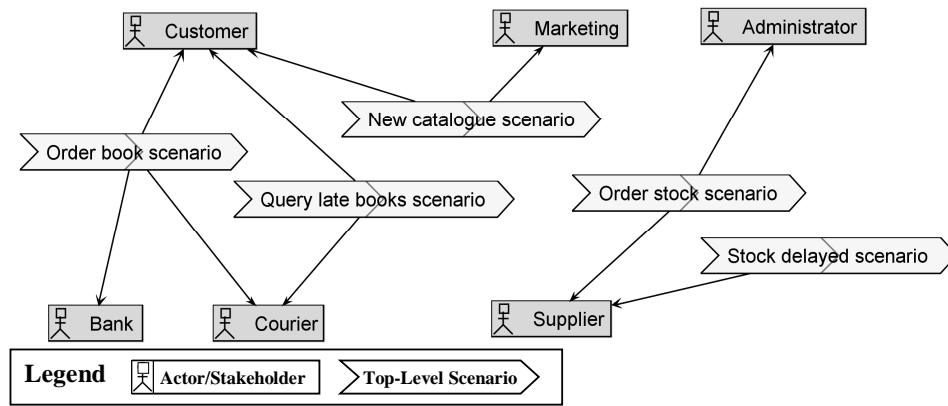 Customer
Marketing
Administrator
New catalogue scenario
Order book scenario
Query late books scenario
Order stock scenario
Stock delayed scenario
Bank
Courier
Supplier
Legend
Actor/Stakeholder
Top-Level Scenario